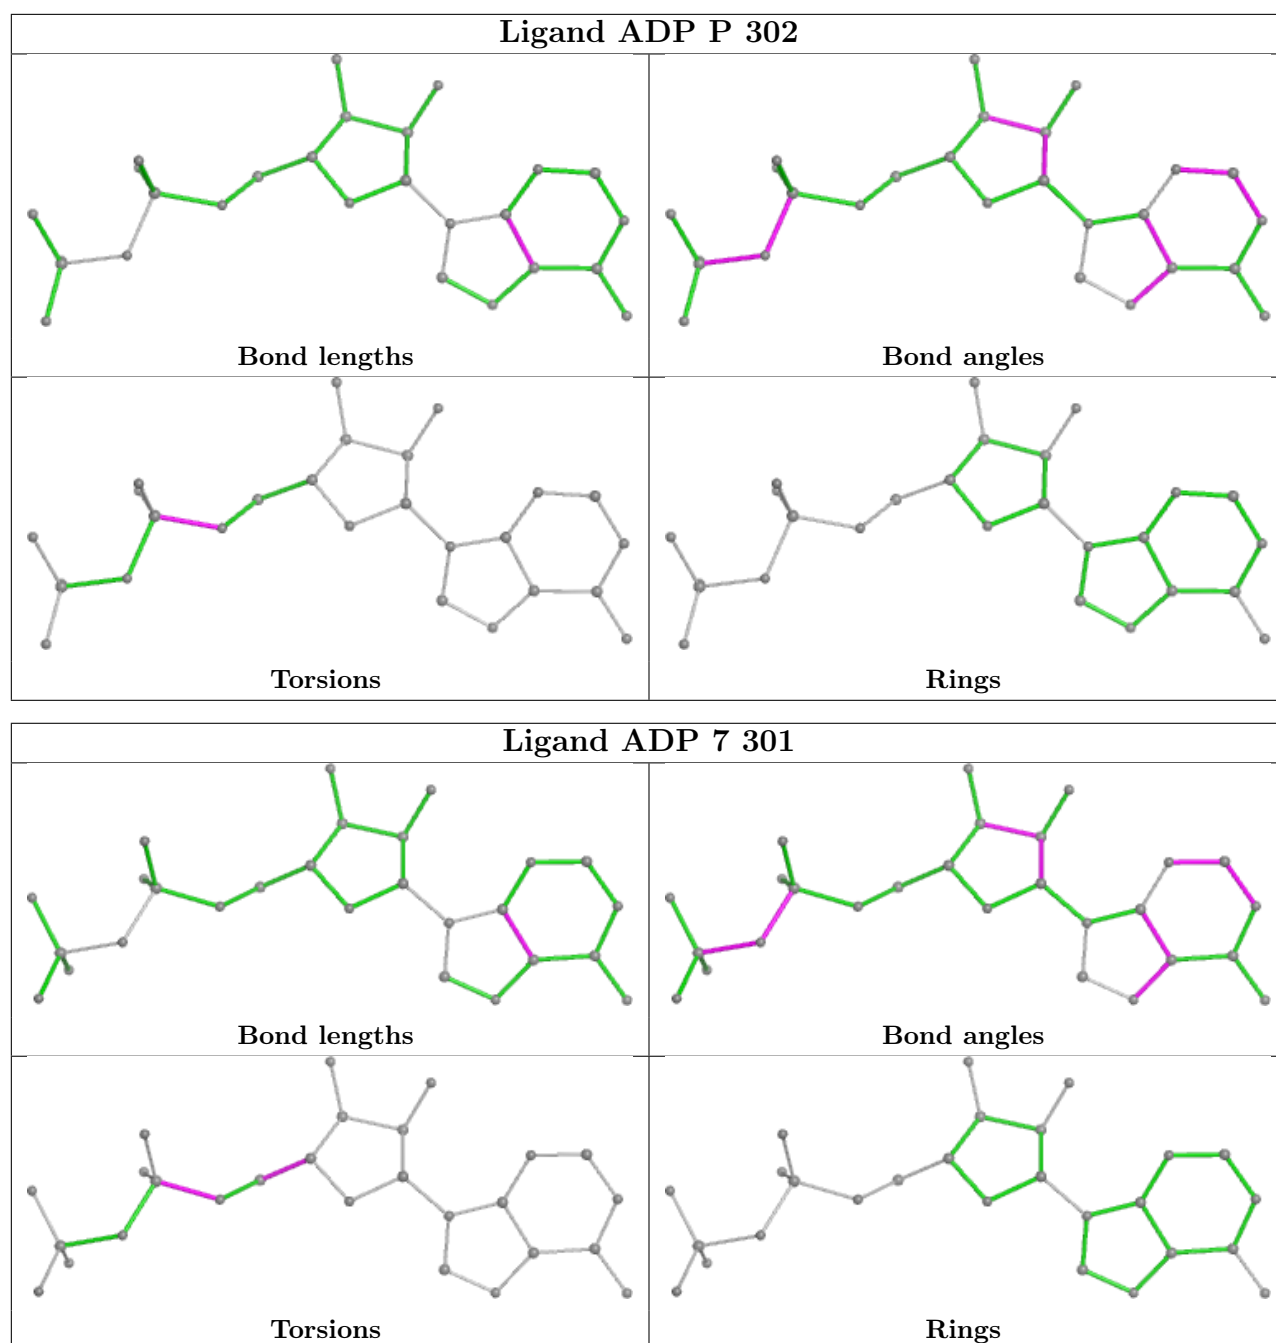 Ligand ADP P 302
Bond lengths
Bond angles
Torsions
Rings
Ligand ADP 7 301
Bond lengths
Bond angles
Torsions
Rings